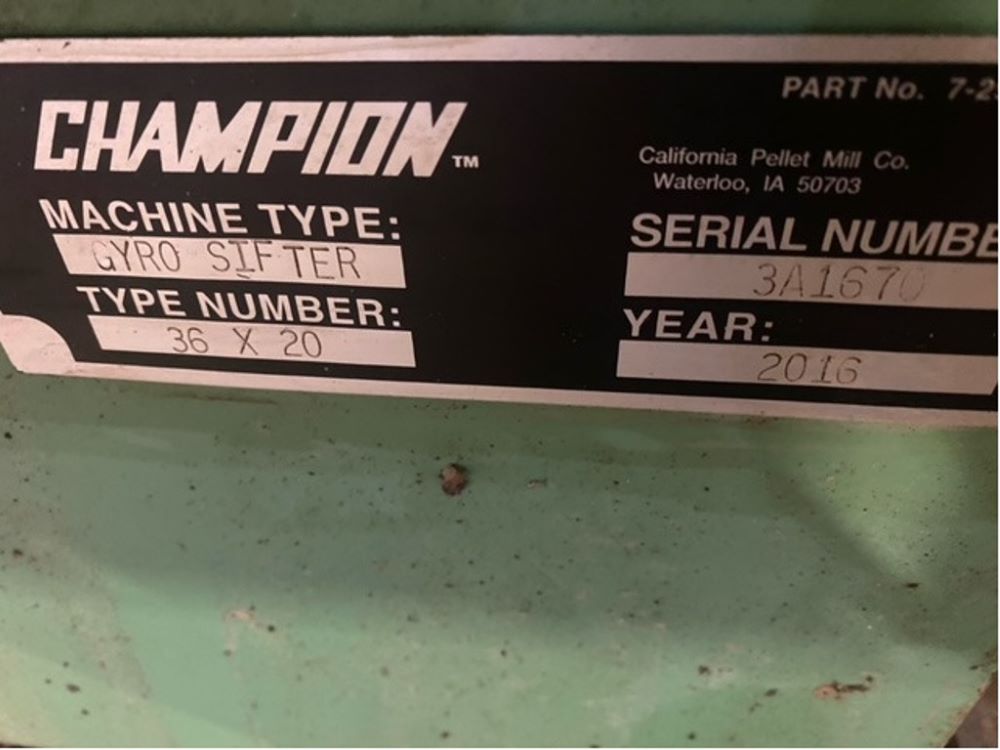 PART No. 7-2
CHAMPION™
California Pellet Mill Co.
Waterloo, IA 50703
MACHINE TYPE:
GYRO SIFTER
SERIAL NUMBE
3A1670
TYPE NUMBER:
36 X 20
YEAR:
2016